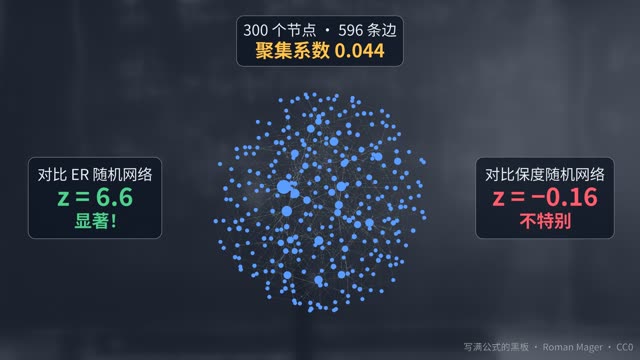 300 个节点 • 596 条边
聚集系数 0.044
对比 ER 随机网络
z = 6.6
显著!
对比保度随机网络
z = −0.16
不特别
写满公式的黑板 • Roman Mager • CC0